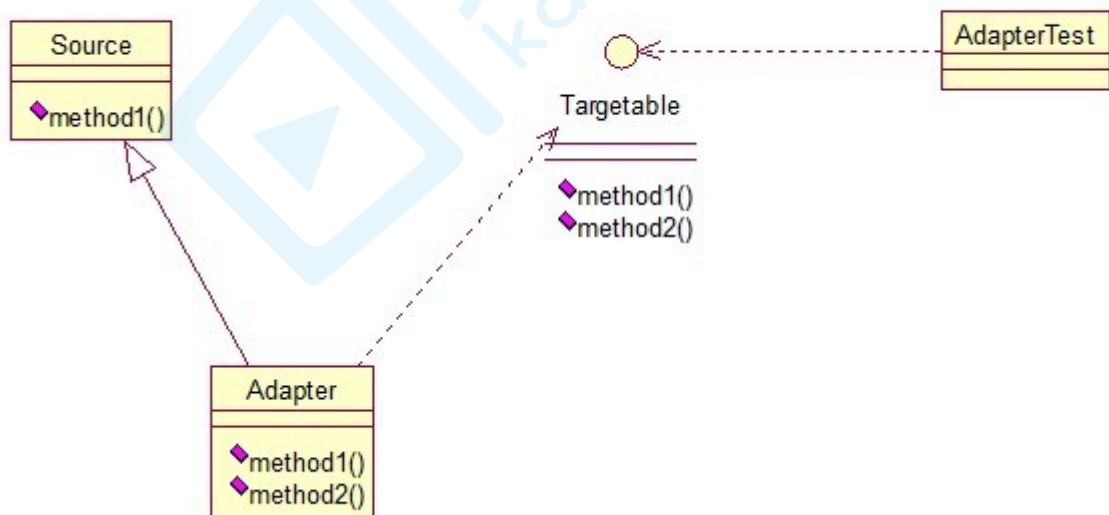 Source
method1()
AdapterTest
Targetable
method1()
method2()
Adapter
method1()
method2()